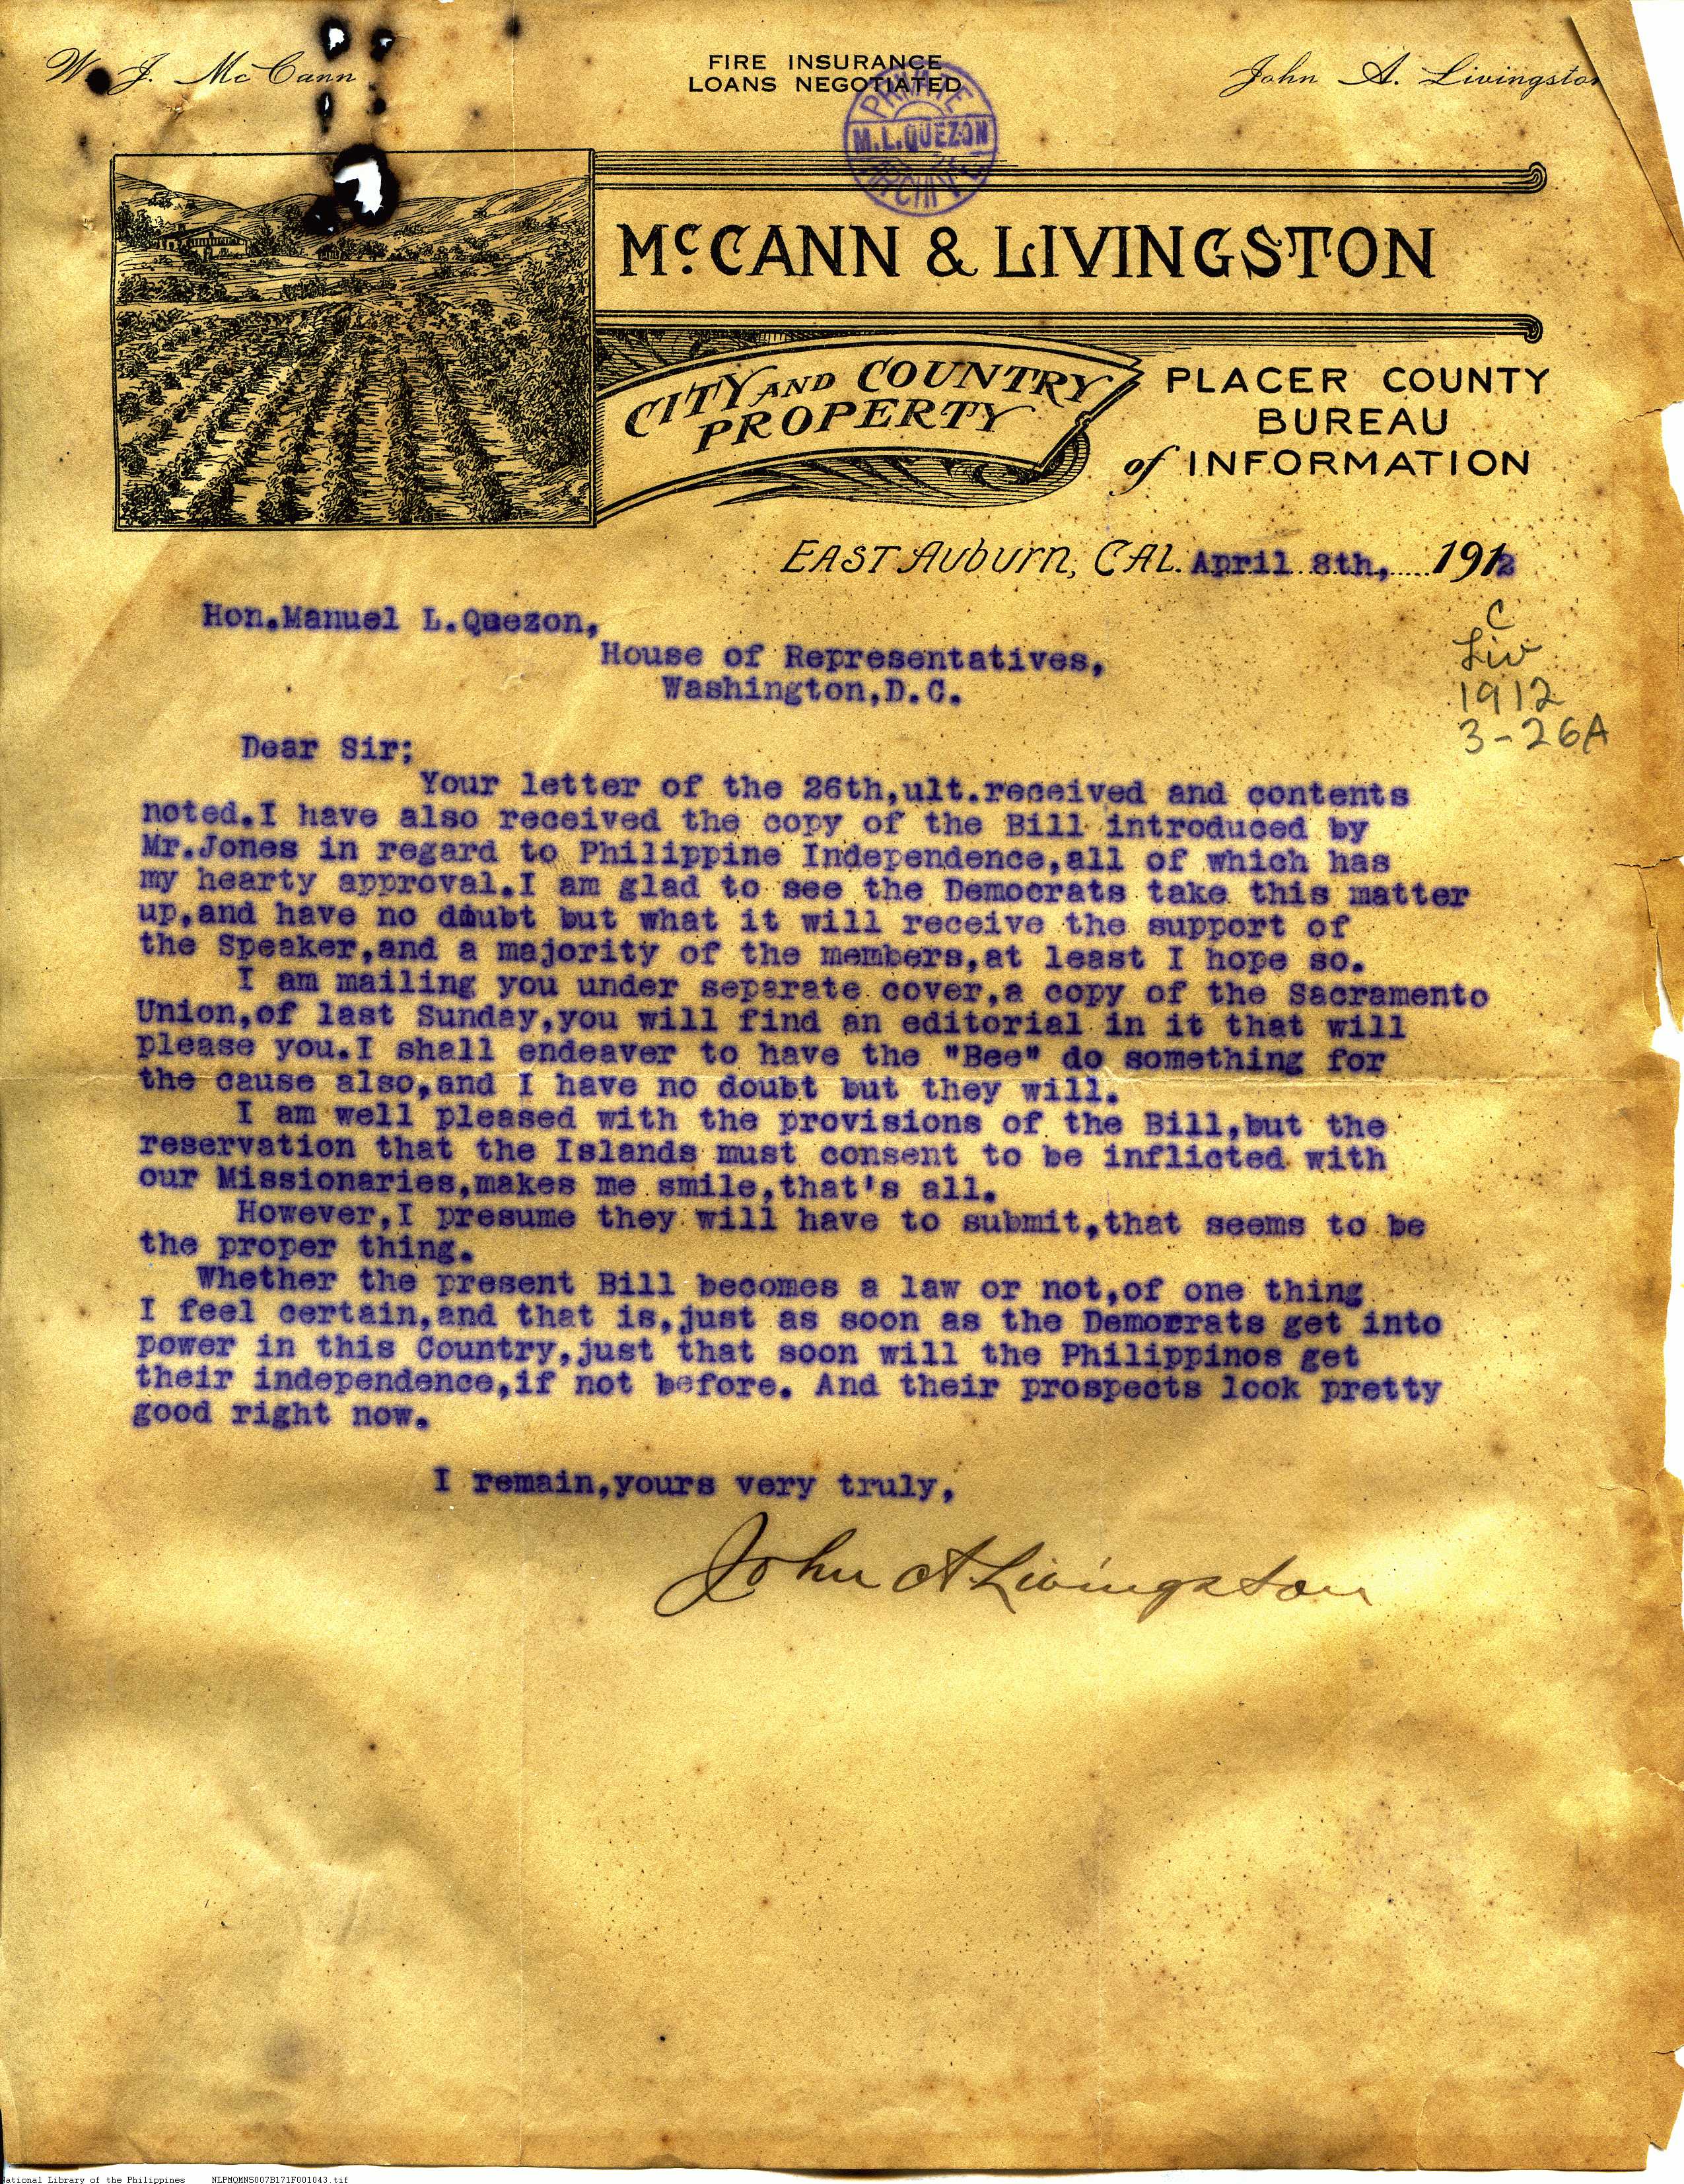 W. J. McCann
FIRE INSURANCE
LOANS NEGOTIATED
John A. Livingston
PRIVATE
M.L.QUEZON
ARCHIVE
McCANN & LIVINGSTON
CITY AND COUNTRY
PROPERTY
PLACER COUNTY
BUREAU
of INFORMATION
EAST Auburn, CAL. April 8th, 1912
C
Liv
1912
3-26A
Hon.Manuel L.Quezon,
House of Representatives,
Washington,D.C.
Dear Sir;
Your letter of the 26th,ult.received and contents
noted.I have also received the copy of the Bill introduced by
Mr.Jones in regard to Philippine Independence,all of which has
my hearty approval.I am glad to see the Democrats take this matter
up,and have no doubt but what it will receive the support of
the Speaker,and a majority of the members,at least I hope so.
I am mailing you under separate cover,a copy of the Sacramento
Union,of last Sunday,you will find an editorial in it that will
please you.I shall endeaver to have the "Bee" do something for
the cause also,and I have no doubt but they will.
I am well pleased with the provisions of the Bill,but the
reservation that the Islands must consent to be inflicted with
our Missionaries,makes me smile,that's all.
However,I presume they will have to submit,that seems to be
the proper thing.
Whether the present Bill becomes a law or not,of one thing
I feel certain,and that is,just as soon as the Demorrats get into
power in this Country,just that soon will the Philippinos get
their independence,if not before. And their prospects look pretty
good right now.
I remain,yours very truly,
John A Livingston
National Library of the Philippines NLPMQMNS007B171F001043.tif